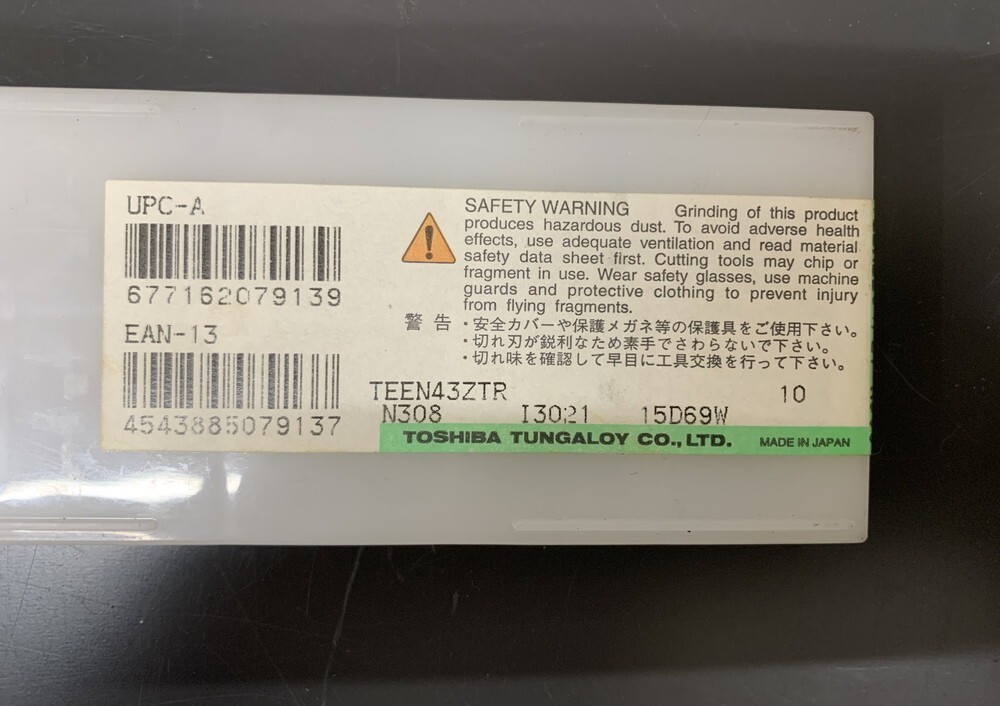 UPC-A
677162079139
EAN-13
4543885079137
SAFETY WARNING Grinding of this product
produces hazardous dust. To avoid adverse health
effects, use adequate ventilation and read material
safety data sheet first. Cutting tools may chip or
fragment in use. Wear safety glasses, use machine
guards and protective clothing to prevent injury
from flying fragments.
警告 ・安全カバーや保護メガネ等の保護具をご使用下さい。
・切れ刃が鋭利なため素手でさわらないで下さい。
・切れ味を確認して早目に工具交換を行って下さい。
TEEN43ZTR 10
N308 I3021 15D69W
TOSHIBA TUNGALOY CO., LTD. MADE IN JAPAN